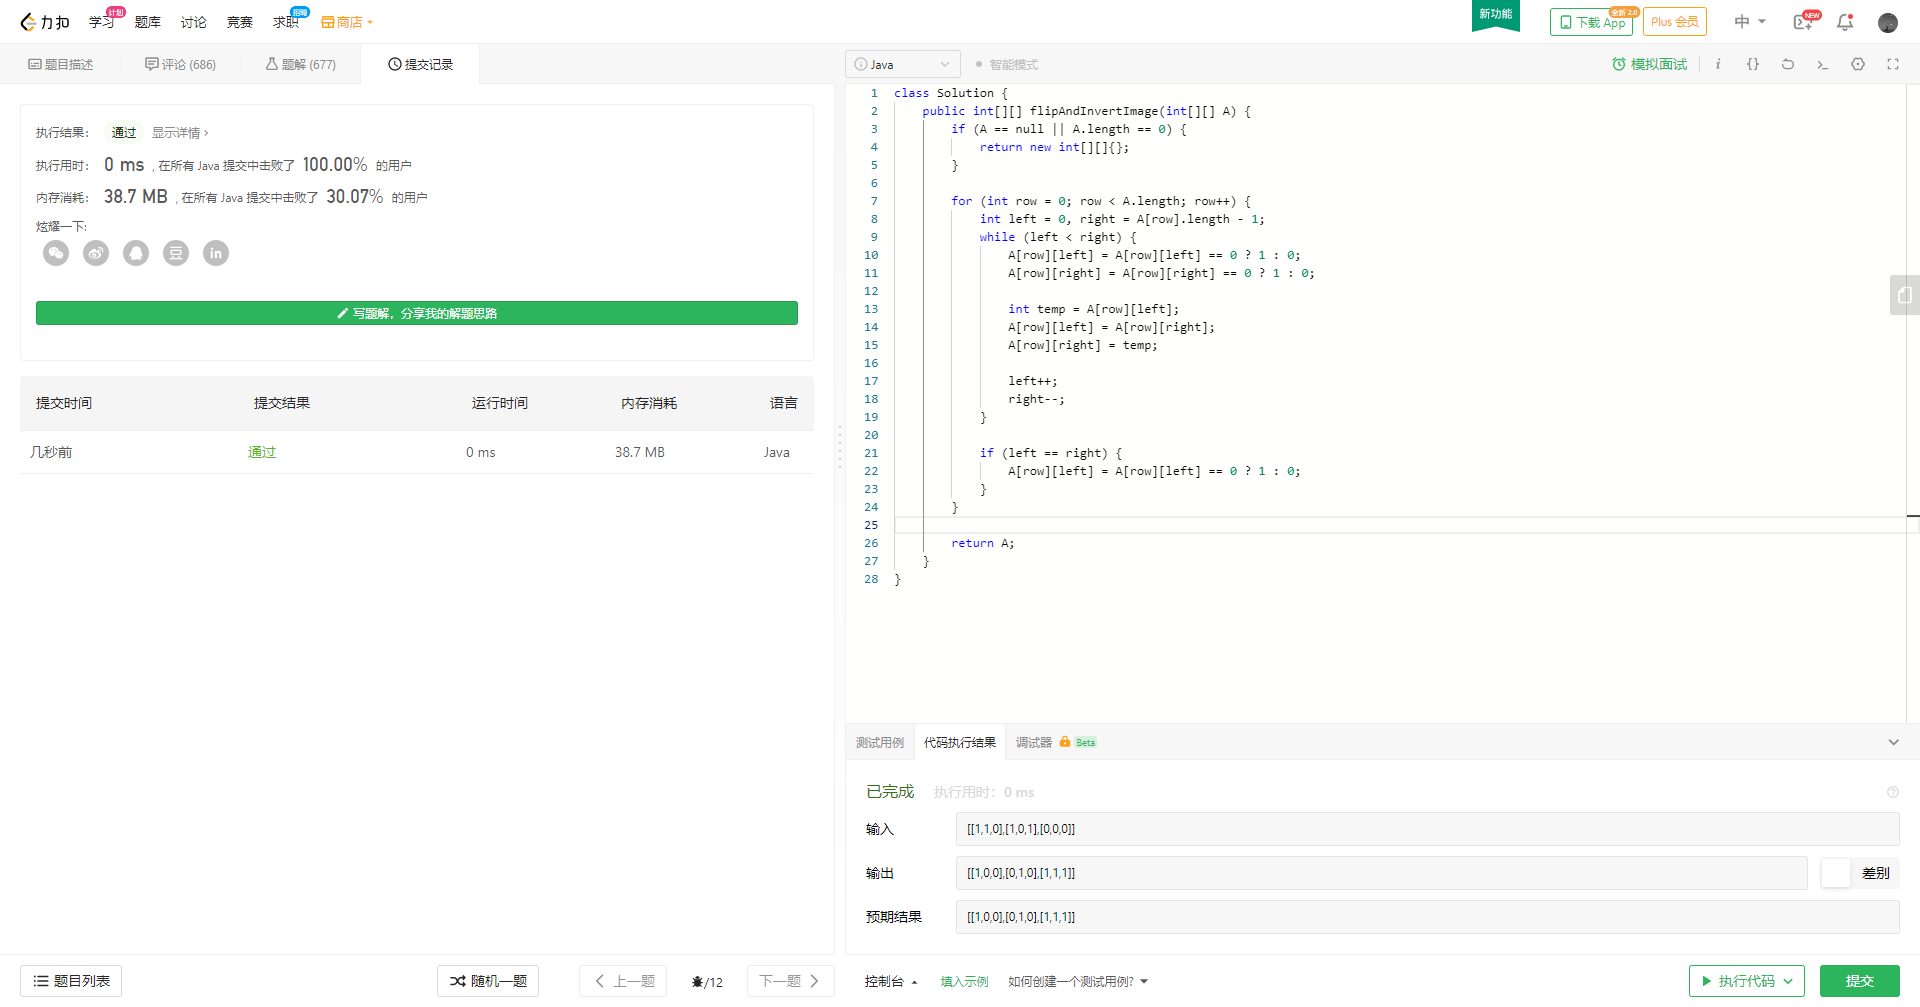 力扣 学习 计划 题库 讨论 竞赛 求职 招聘 商店 新功能 下载 App 全新 2.0 Plus 会员 中 NEW
题目描述 评论 (686) 题解 (677) 提交记录
Java 智能模式 模拟面试 i {}
执行结果： 通过 显示详情 ›
执行用时： 0 ms , 在所有 Java 提交中击败了 100.00% 的用户
内存消耗： 38.7 MB , 在所有 Java 提交中击败了 30.07% 的用户
炫耀一下:
豆 in
写题解，分享我的解题思路
提交时间 提交结果 运行时间 内存消耗 语言
几秒前 通过 0 ms 38.7 MB Java
1 class Solution {
2 public int[][] flipAndInvertImage(int[][] A) {
3 if (A == null || A.length == 0) {
4 return new int[][]{};
5 }
6
7 for (int row = 0; row < A.length; row++) {
8 int left = 0, right = A[row].length - 1;
9 while (left < right) {
10 A[row][left] = A[row][left] == 0 ? 1 : 0;
11 A[row][right] = A[row][right] == 0 ? 1 : 0;
12
13 int temp = A[row][left];
14 A[row][left] = A[row][right];
15 A[row][right] = temp;
16
17 left++;
18 right--;
19 }
20
21 if (left == right) {
22 A[row][left] = A[row][left] == 0 ? 1 : 0;
23 }
24 }
25
26 return A;
27 }
28 }
测试用例 代码执行结果 调试器 Beta
已完成 执行用时：0 ms
输入 [[1,1,0],[1,0,1],[0,0,0]]
输出 [[1,0,0],[0,1,0],[1,1,1]] 差别
预期结果 [[1,0,0],[0,1,0],[1,1,1]]
题目列表 随机一题 上一题 /12 下一题 控制台 填入示例 如何创建一个测试用例? 执行代码 提交